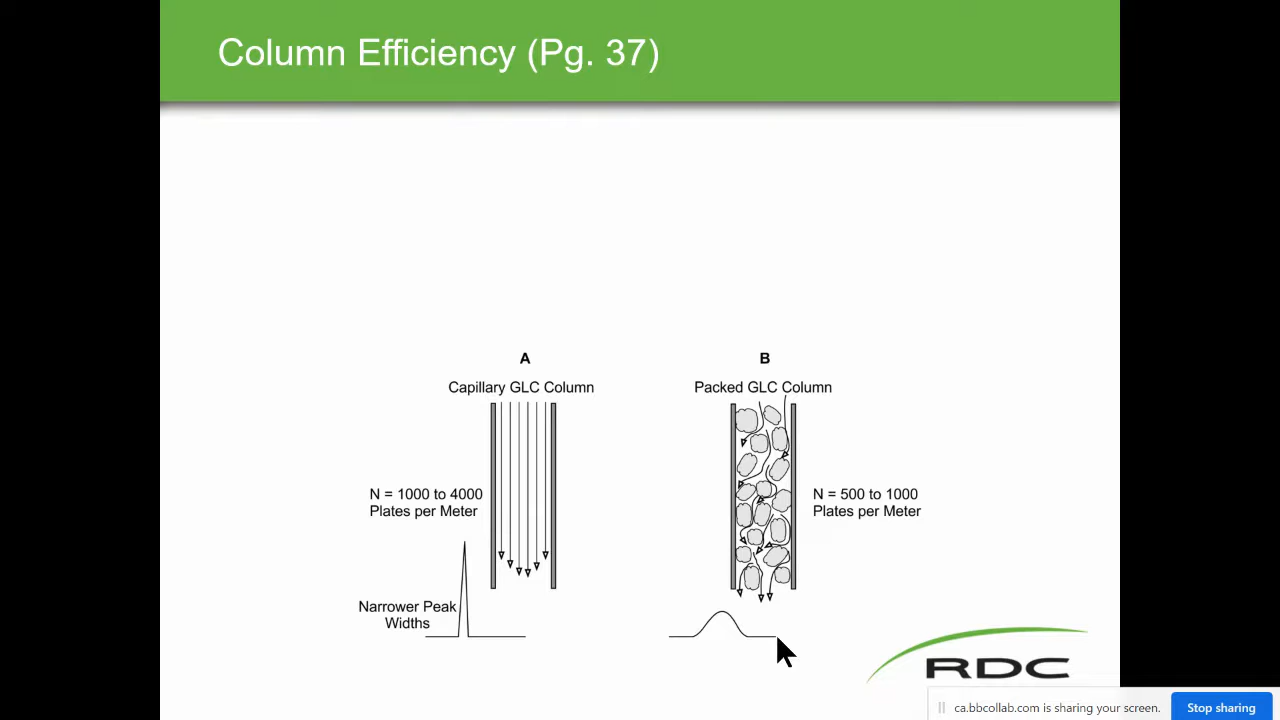 Column Efficiency (Pg. 37)
A
Capillary GLC Column
N = 1000 to 4000
Plates per Meter
Narrower Peak
Widths
B
Packed GLC Column
N = 500 to 1000
Plates per Meter
RDC
ca.bbcollab.com is sharing your screen.
Stop sharing